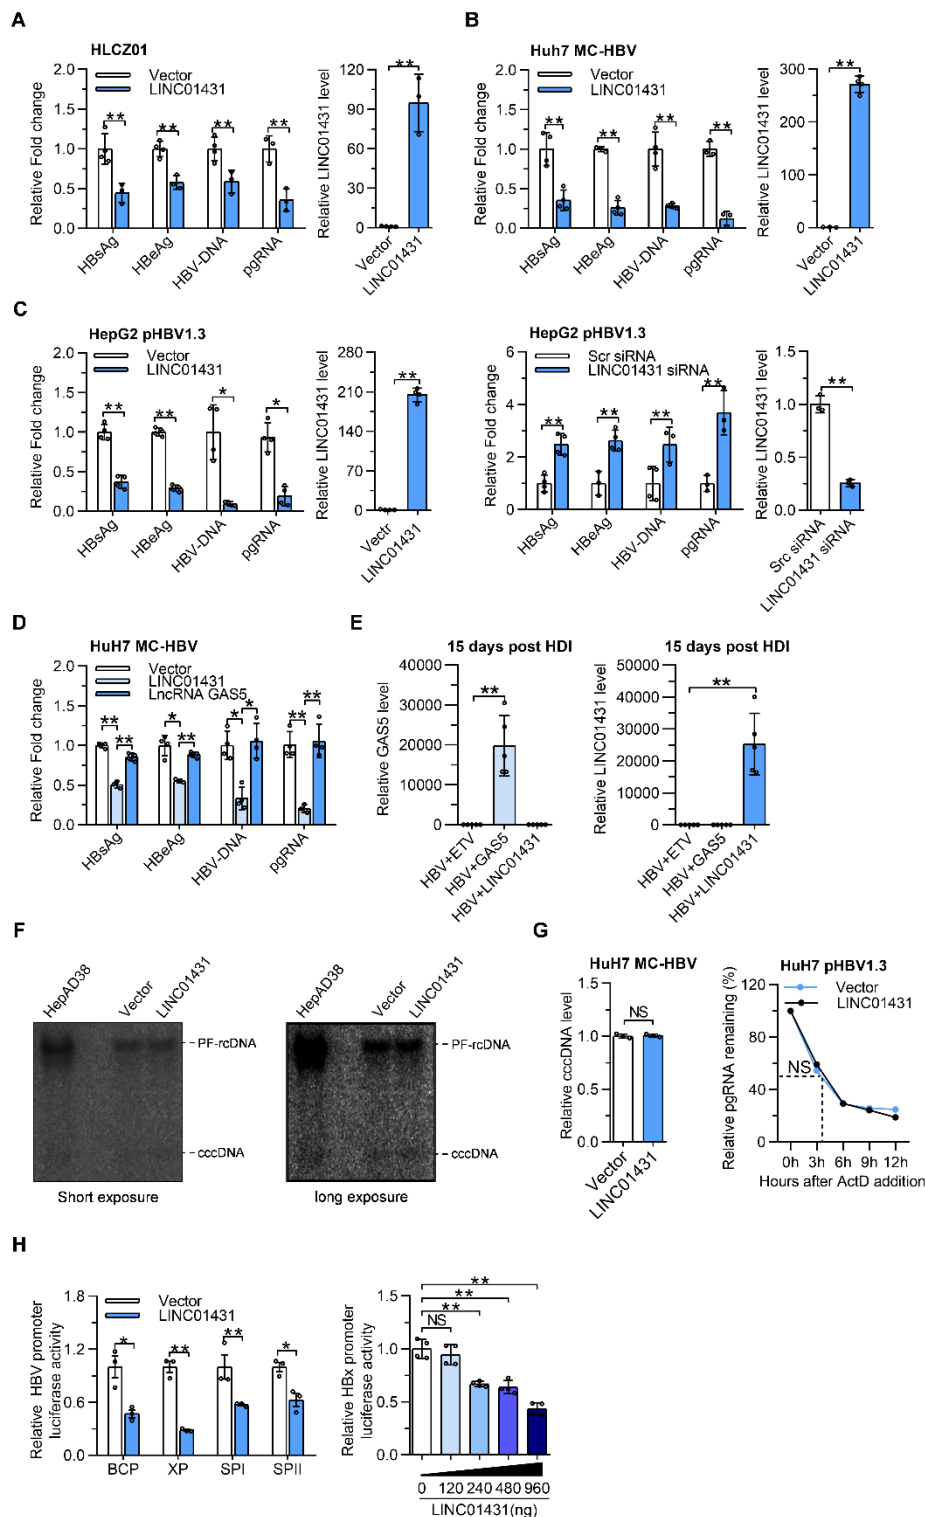 A
HLCZ01
Relative Fold change
2.0
1.5
1.0
0.5
0.0
Vector
LINC01431
** ** ** **
HBsAg HBeAg HBV-DNA pgRNA
Relative LINC01431 level
120
90
60
30
0
**
Vector LINC01431
B
Huh7 MC-HBV
Relative Fold change
2.0
1.5
1.0
0.5
0.0
Vector
LINC01431
** ** ** **
HBsAg HBeAg HBV-DNA pgRNA
Relative LINC01431 level
300
200
100
0
**
Vector LINC01431
C
HepG2 pHBV1.3
Relative Fold change
2.0
1.5
1.0
0.5
0.0
Vector
LINC01431
** ** * *
HBsAg HBeAg HBV-DNA pgRNA
Relative LINC01431 level
280
210
140
70
0
**
Vectr LINC01431
HepG2 pHBV1.3
Relative Fold change
6
4
2
0
Scr siRNA
LINC01431 siRNA
** ** ** **
HBsAg HBeAg HBV-DNA pgRNA
Relative LINC01431 level
1.5
1.0
0.5
0.0
**
Src siRNA LINC01431 siRNA
D
HuH7 MC-HBV
Relative Fold change
2.0
1.5
1.0
0.5
0.0
Vector
LINC01431
LncRNA GAS5
** ** * ** * * ** **
HBsAg HBeAg HBV-DNA pgRNA
E
15 days post HDI
Relative GAS5 level
40000
30000
20000
10000
0
**
HBV+ETV HBV+GAS5 HBV+LINC01431
15 days post HDI
Relative LINC01431 level
50000
40000
30000
20000
10000
0
**
HBV+ETV HBV+GAS5 HBV+LINC01431
F
HepAD38 Vector LINC01431
PF-rcDNA
cccDNA
Short exposure
HepAD38 Vector LINC01431
PF-rcDNA
cccDNA
long exposure
G
HuH7 MC-HBV
Relative cccDNA level
1.5
1.0
0.5
0.0
NS
Vector LINC01431
HuH7 pHBV1.3
Vector
LINC01431
Relative pgRNA remaining (%)
120
80
40
0
NS
0h 3h 6h 9h 12h
Hours after ActD addition
H
Relative HBV promoter
luciferase activity
1.8
1.2
0.6
0.0
Vector
LINC01431
* ** ** *
BCP XP SPI SPII
Relative HBx promoter
luciferase activity
1.5
1.0
0.5
0.0
**
**
**
NS
0 120 240 480 960
LINC01431(ng)